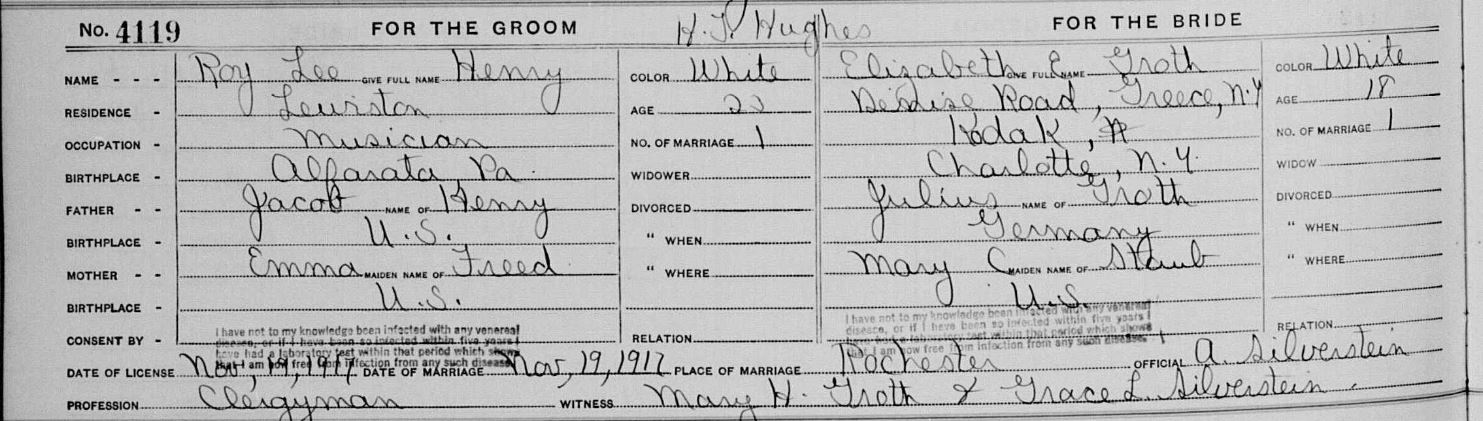 No. 4119 FOR THE GROOM H. J. Hughes FOR THE BRIDE
NAME - - - Roy Lee GIVE FULL NAME Henry COLOR White Elizabeth E. GIVE FULL NAME Groth COLOR White
RESIDENCE - Lewiston AGE 22 Road, Greece, N.Y AGE 18
OCCUPATION - Musician NO. OF MARRIAGE 1 Kodak, NO. OF MARRIAGE 1
BIRTHPLACE - Alfarata, Pa. WIDOWER Charlotte, N.Y. WIDOW
FATHER - - Jacob NAME OF Henry DIVORCED Julius NAME OF Groth DIVORCED
BIRTHPLACE - U.S. " WHEN Germany " WHEN
MOTHER - - Emma MAIDEN NAME OF Freed " WHERE Mary C MAIDEN NAME OF Staub " WHERE
BIRTHPLACE - U.S. U.S.
I have not to my knowledge been infected with any venereal I have not to my knowledge been infected with any venereal
disease, or if I have been so infected within five years I disease, or if I have been so infected within five years I
CONSENT BY - have had a laboratory test within that period which shows RELATION have had a laboratory test within that period which shows RELATION
that I am now free from infection from any such disease that I am now free from infection from any such disease
DATE OF LICENSE Nov, 19, 1917 DATE OF MARRIAGE Nov, 19, 1917 PLACE OF MARRIAGE Rochester OFFICIAL A. Silverstein
PROFESSION Clergyman WITNESS Mary H. Groth & Grace L. Silverstein